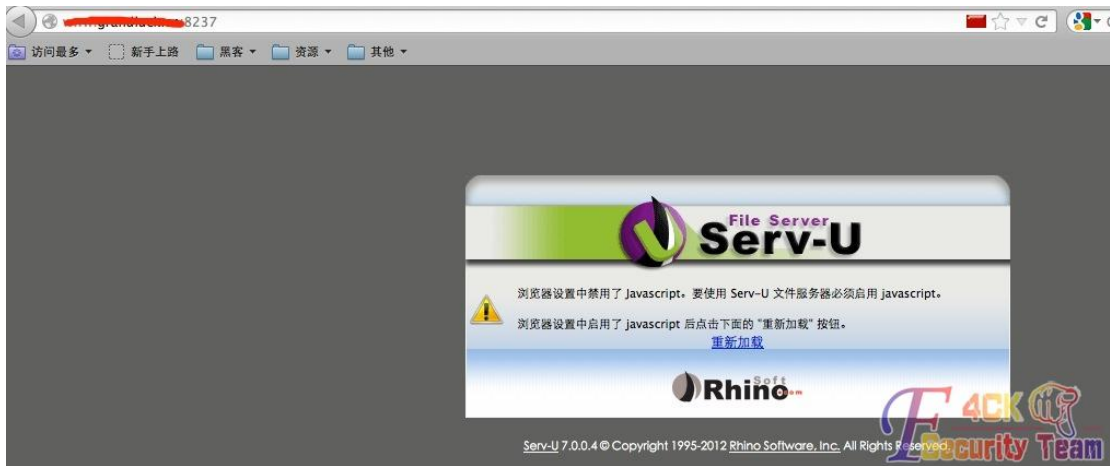 8237
访问最多 新手上路 黑客 资源 其他
File Server
Serv-U
浏览器设置中禁用了 Javascript。要使用 Serv-U 文件服务器必须启用 javascript。
浏览器设置中启用了 javascript 后点击下面的 "重新加载" 按钮。
重新加载
RhinoSoft
Serv-U 7.0.0.4 © Copyright 1995-2012 Rhino Software, Inc. All Rights Reserved.
F4CK
Security Team